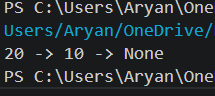 PS C:\Users\Aryan\One
Users/Aryan/OneDrive/
20 -> 10 -> None
PS C:\Users\Aryan\One